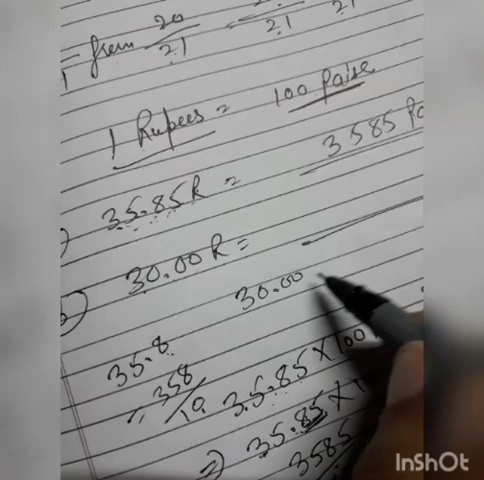 from 20/21
1 Rupees = 100 Paise
35.85 R = 3585
30.00 R =
30.00
35.8
= 358/10
35.85 × 100
=) 35.85 ×
3585
InShOt